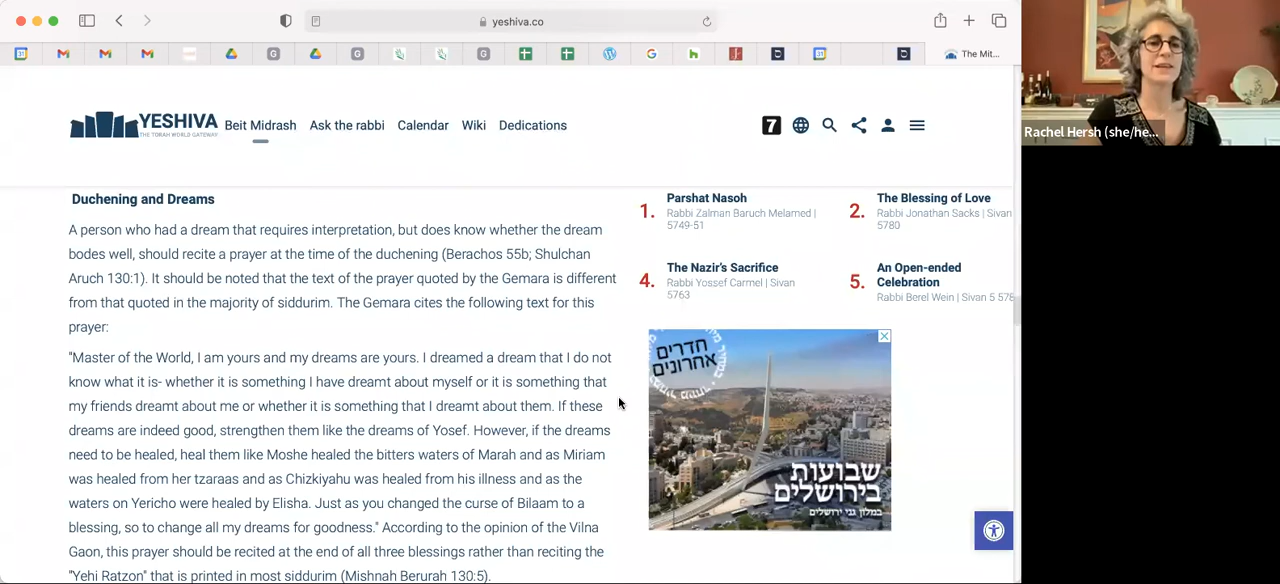 yeshiva.co
The Mit...
YESHIVA
THE TORAH WORLD GATEWAY
Beit Midrash
Ask the rabbi
Calendar
Wiki
Dedications
7
Rachel Hersh (she/he...
Duchening and Dreams
A person who had a dream that requires interpretation, but does know whether the dream
bodes well, should recite a prayer at the time of the duchening (Berachos 55b; Shulchan
Aruch 130:1). It should be noted that the text of the prayer quoted by the Gemara is different
from that quoted in the majority of siddurim. The Gemara cites the following text for this
prayer:
"Master of the World, I am yours and my dreams are yours. I dreamed a dream that I do not
know what it is- whether it is something I have dreamt about myself or it is something that
my friends dreamt about me or whether it is something that I dreamt about them. If these
dreams are indeed good, strengthen them like the dreams of Yosef. However, if the dreams
need to be healed, heal them like Moshe healed the bitters waters of Marah and as Miriam
was healed from her tzaraas and as Chizkiyahu was healed from his illness and as the
waters on Yericho were healed by Elisha. Just as you changed the curse of Bilaam to a
blessing, so to change all my dreams for goodness." According to the opinion of the Vilna
Gaon, this prayer should be recited at the end of all three blessings rather than reciting the
"Yehi Ratzon" that is printed in most siddurim (Mishnah Berurah 130:5).
1.
Parshat Nasoh
Rabbi Zalman Baruch Melamed |
5749-51
2.
The Blessing of Love
Rabbi Jonathan Sacks | Sivan
5780
4.
The Nazir's Sacrifice
Rabbi Yossef Carmel | Sivan
5763
5.
An Open-ended
Celebration
Rabbi Berel Wein | Sivan 5 578
חדרים
אחרונים
שבועות
בירושלים
במלון גני ירושלים